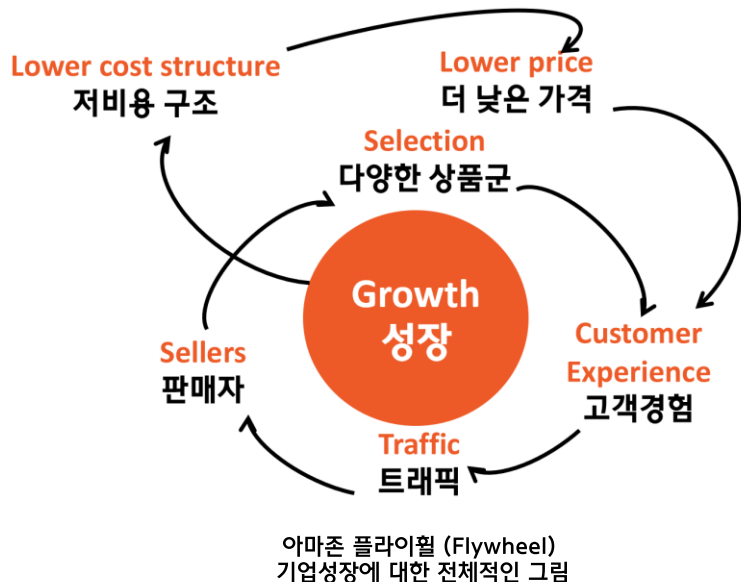 Lower cost structure
저비용 구조
Lower price
더 낮은 가격
Selection
다양한 상품군
Growth
성장
Sellers
판매자
Customer
Experience
고객경험
Traffic
트래픽
아마존 플라이휠 (Flywheel)
기업성장에 대한 전체적인 그림